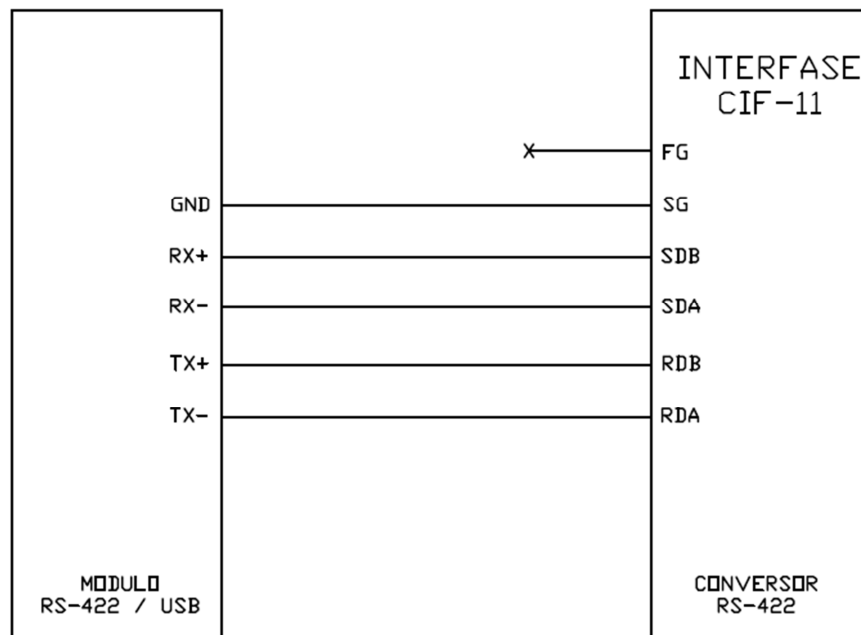 INTERFASE
CIF-11
FG
GND SG
RX+ SDB
RX- SDA
TX+ RDB
TX- RDA
MODULO
RS-422 / USB
CONVERSOR
RS-422